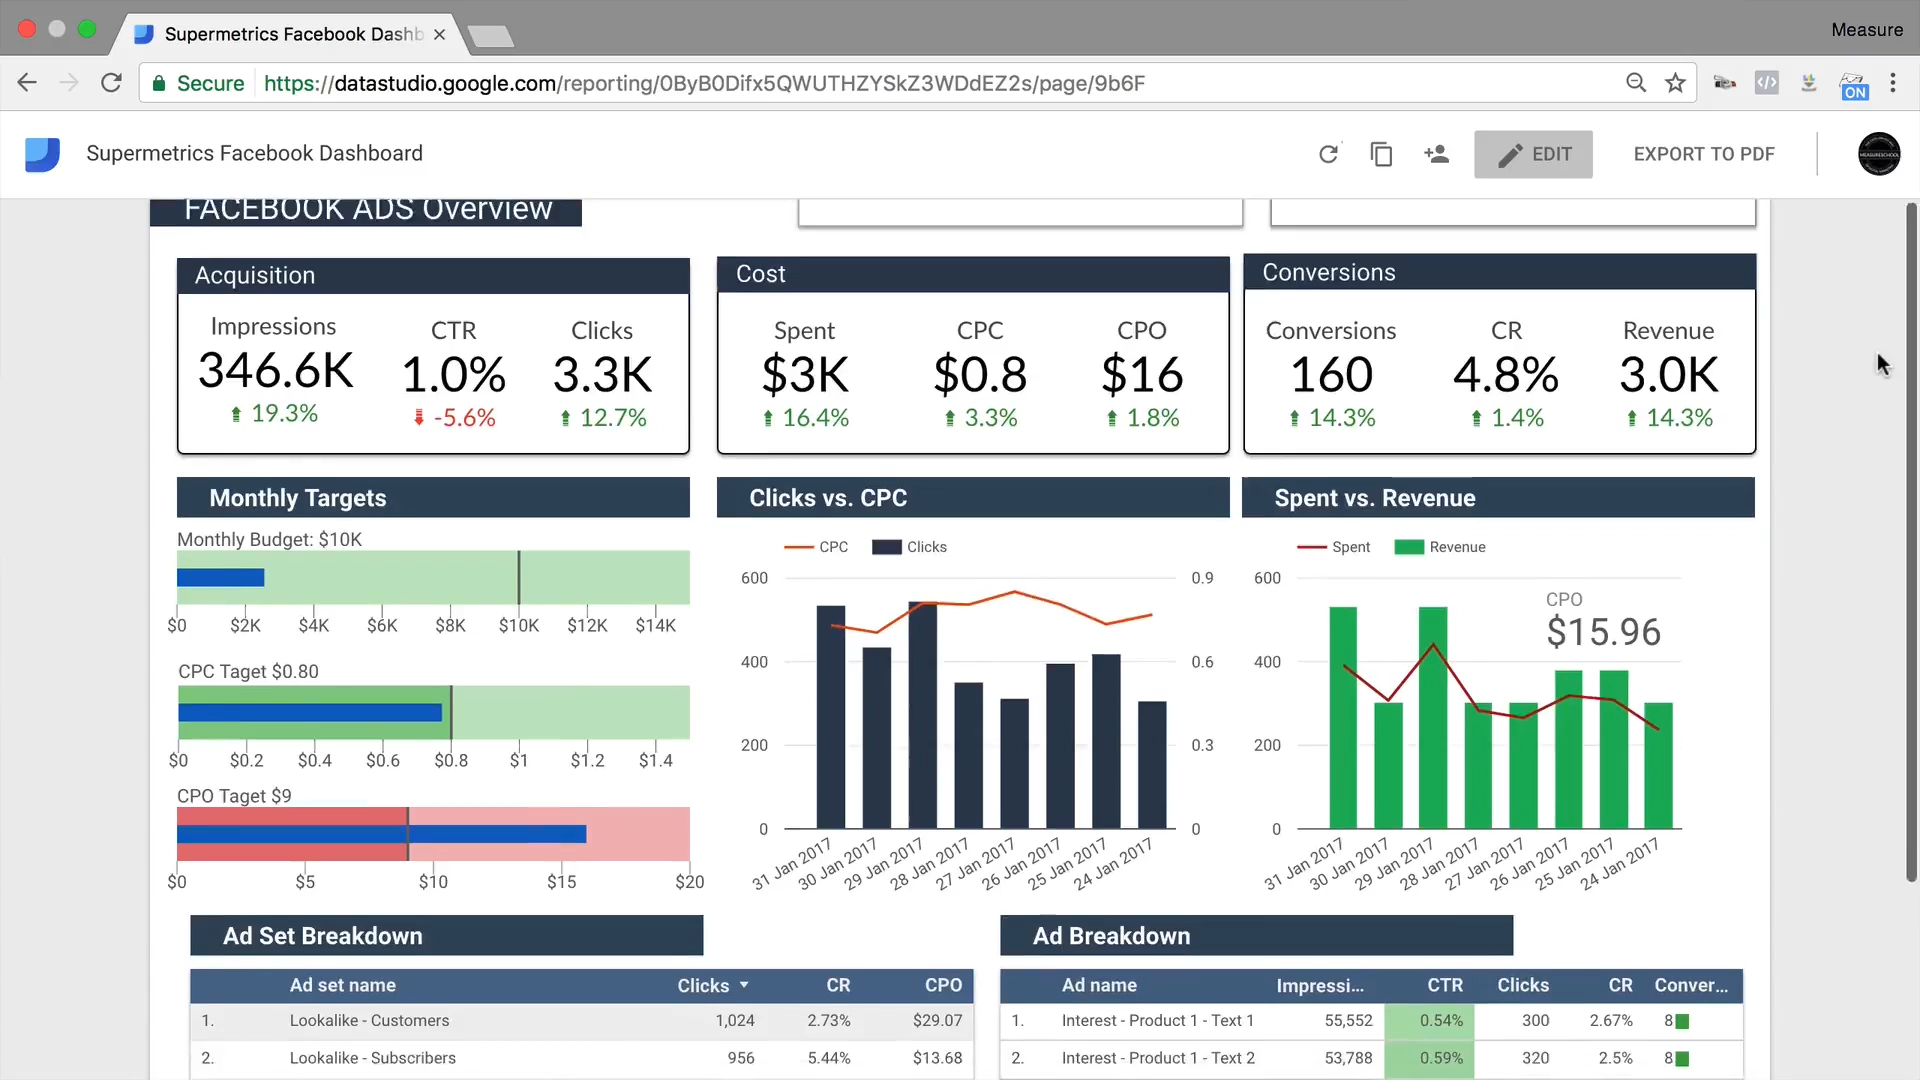 Measure
Supermetrics Facebook Dashb
Secure https://datastudio.google.com/reporting/0ByB0Difx5QWUTHZYSkZ3WDdEZ2s/page/9b6F
ON
Supermetrics Facebook Dashboard
EDIT
EXPORT TO PDF
MEASURESCHOOL
FACEBOOK ADS Overview
Acquisition
Impressions CTR Clicks
346.6K 1.0% 3.3K
19.3% -5.6% 12.7%
Cost
Spent CPC CPO
$3K $0.8 $16
16.4% 3.3% 1.8%
Conversions
Conversions CR Revenue
160 4.8% 3.0K
14.3% 1.4% 14.3%
Monthly Targets
Monthly Budget: $10K
$0 $2K $4K $6K $8K $10K $12K $14K
CPC Taget $0.80
$0 $0.2 $0.4 $0.6 $0.8 $1 $1.2 $1.4
CPO Taget $9
$0 $5 $10 $15 $20
Clicks vs. CPC
CPC Clicks
600 0.9
400 0.6
200 0.3
0 0
31 Jan 2017 30 Jan 2017 29 Jan 2017 28 Jan 2017 27 Jan 2017 26 Jan 2017 25 Jan 2017 24 Jan 2017
Spent vs. Revenue
Spent Revenue
600
CPO
$15.96
400
200
0
31 Jan 2017 30 Jan 2017 29 Jan 2017 28 Jan 2017 27 Jan 2017 26 Jan 2017 25 Jan 2017 24 Jan 2017
Ad Set Breakdown
Ad set name Clicks CR CPO
1. Lookalike - Customers 1,024 2.73% $29.07
2. Lookalike - Subscribers 956 5.44% $13.68
Ad Breakdown
Ad name Impressi... CTR Clicks CR Conver...
1. Interest - Product 1 - Text 1 55,552 0.54% 300 2.67% 8
2. Interest - Product 1 - Text 2 53,788 0.59% 320 2.5% 8